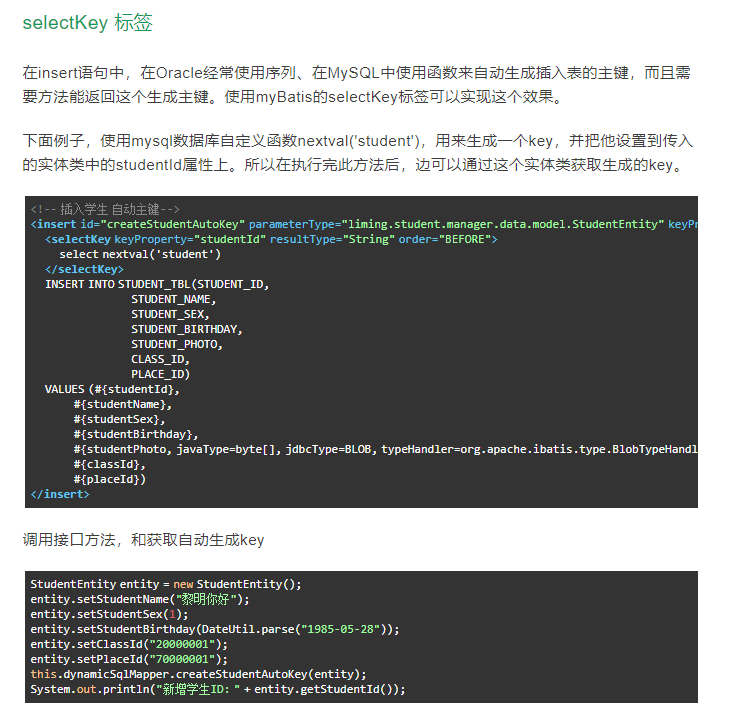 selectKey 标签
在insert语句中，在Oracle经常使用序列、在MySQL中使用函数来自动生成插入表的主键，而且需
要方法能返回这个生成主键。使用myBatis的selectKey标签可以实现这个效果。
下面例子，使用mysql数据库自定义函数nextval('student')，用来生成一个key，并把他设置到传入
的实体类中的studentId属性上。所以在执行完此方法后，边可以通过这个实体类获取生成的key。
<!-- 插入学生 自动主键-->
<insert id="createStudentAutoKey" parameterType="liming.student.manager.data.model.StudentEntity" keyPr
<selectKey keyProperty="studentId" resultType="String" order="BEFORE">
select nextval('student')
</selectKey>
INSERT INTO STUDENT_TBL(STUDENT_ID,
STUDENT_NAME,
STUDENT_SEX,
STUDENT_BIRTHDAY,
STUDENT_PHOTO,
CLASS_ID,
PLACE_ID)
VALUES (#{studentId},
#{studentName},
#{studentSex},
#{studentBirthday},
#{studentPhoto, javaType=byte[], jdbcType=BLOB, typeHandler=org.apache.ibatis.type.BlobTypeHandl
#{classId},
#{placeId})
</insert>
调用接口方法，和获取自动生成key
StudentEntity entity = new StudentEntity();
entity.setStudentName("黎明你好");
entity.setStudentSex(1);
entity.setStudentBirthday(DateUtil.parse("1985-05-28"));
entity.setClassId("20000001");
entity.setPlaceId("70000001");
this.dynamicSqlMapper.createStudentAutoKey(entity);
System.out.println("新增学生ID: " + entity.getStudentId());